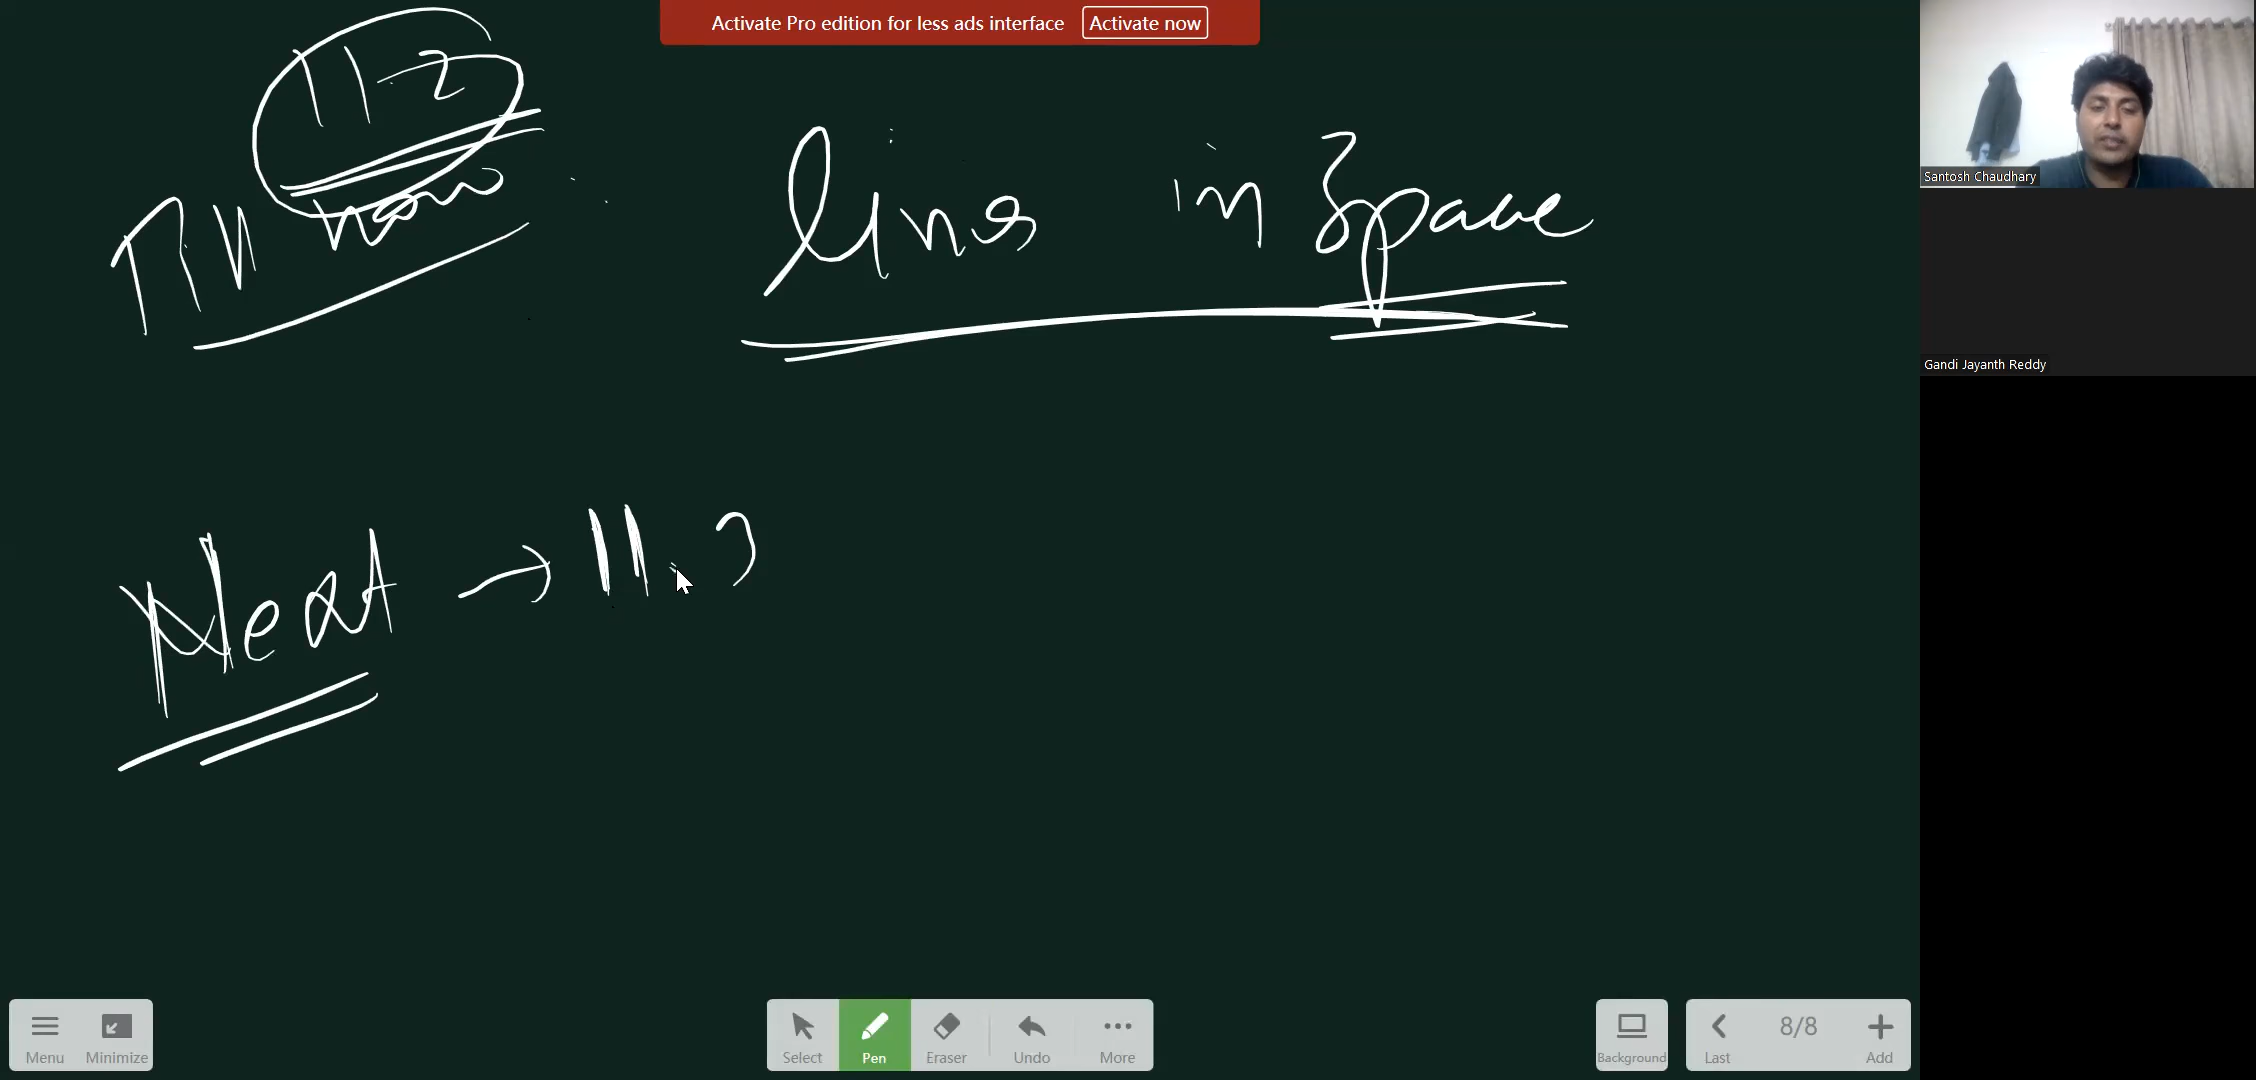 Activate Pro edition for less ads interface Activate now
11-2
Till now
lines in Space
Next → 11.3
Santosh Chaudhary
Gandi Jayanth Reddy
Menu Minimize Select Pen Eraser Undo More Background Last 8/8 Add